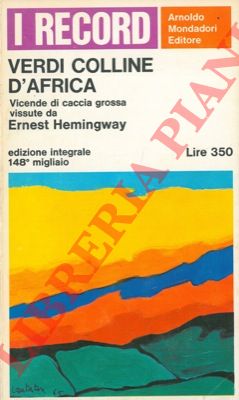 I RECORD
Arnoldo
Mondadori
Editore
VERDI COLLINE
D'AFRICA
Vicende di caccia grossa
vissute da
Ernest Hemingway
edizione integrale
148° migliaio
Lire 350
LIBRERIA PIANI